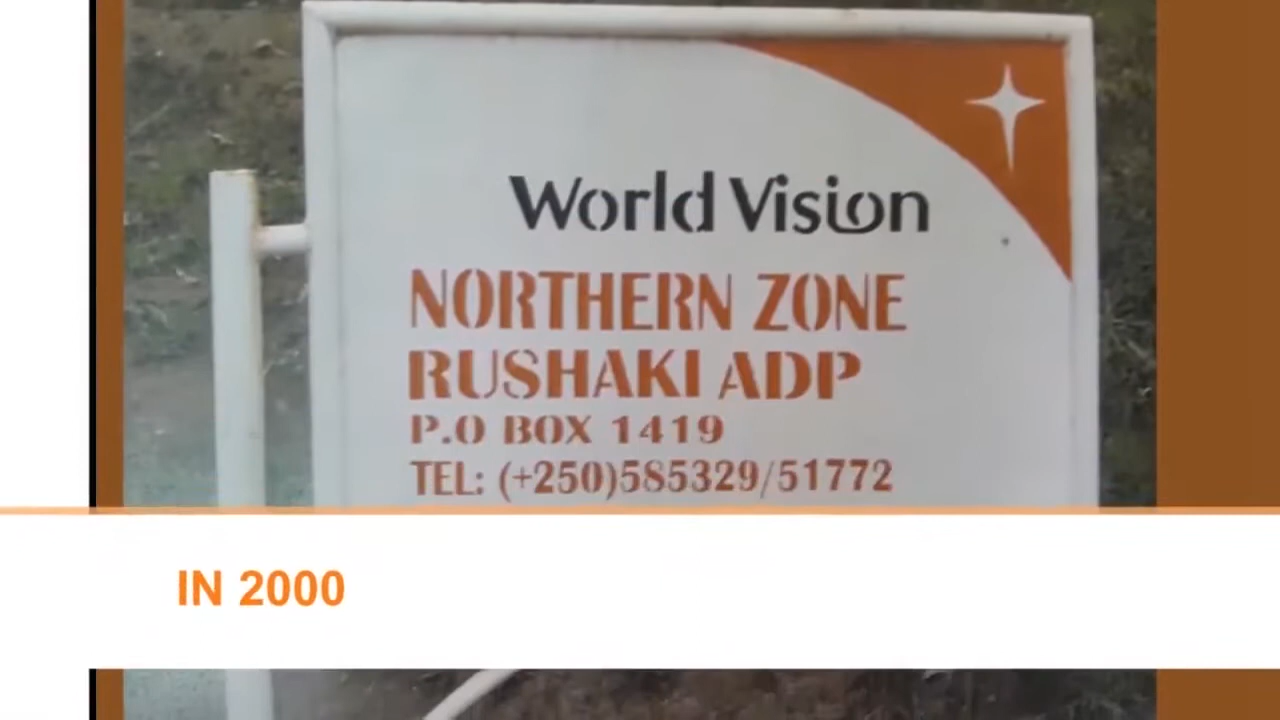 World Vision
NORTHERN ZONE
RUSHAKI ADP
P.O BOX 1419
TEL: (+250)585329/51772
IN 2000